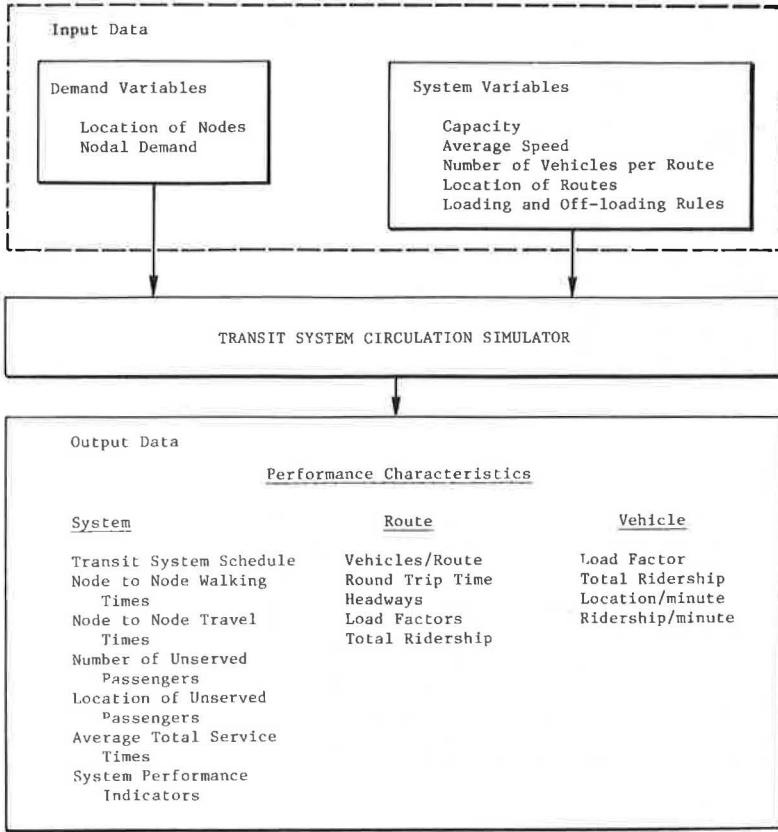 Input Data
Demand Variables
Location of Nodes
Nodal Demand
System Variables
Capacity
Average Speed
Number of Vehicles per Route
Location of Routes
Loading and Off-loading Rules
TRANSIT SYSTEM CIRCULATION SIMULATOR
Output Data
Performance Characteristics
System
Transit System Schedule
Node to Node Walking
Times
Node to Node Travel
Times
Number of Unserved
Passengers
Location of Unserved
Passengers
Average Total Service
Times
System Performance
Indicators
Route
Vehicles/Route
Round Trip Time
Headways
Load Factors
Total Ridership
Vehicle
Load Factor
Total Ridership
Location/minute
Ridership/minute